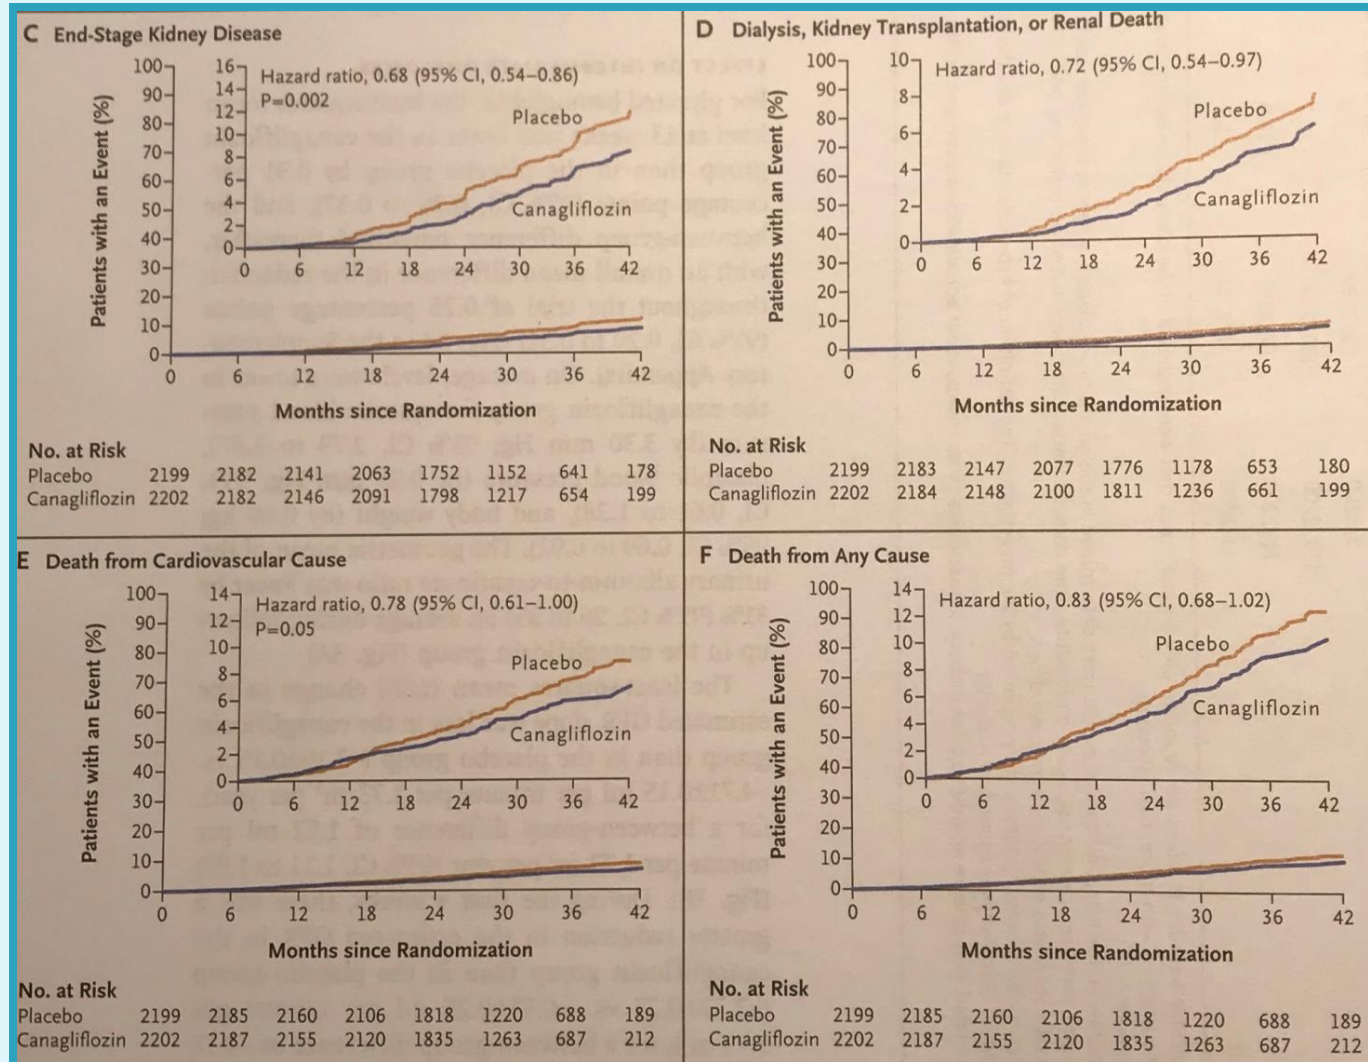 C End-Stage Kidney Disease
Patients with an Event (%)
100
90
80
70
60
50
40
30
20
10
0
16
14
12
10
8
6
4
2
0
Hazard ratio, 0.68 (95% CI, 0.54–0.86)
P=0.002
Placebo
Canagliflozin
0 6 12 18 24 30 36 42
0 6 12 18 24 30 36 42
Months since Randomization
No. at Risk
Placebo 2199 2182 2141 2063 1752 1152 641 178
Canagliflozin 2202 2182 2146 2091 1798 1217 654 199
D Dialysis, Kidney Transplantation, or Renal Death
Patients with an Event (%)
100
90
80
70
60
50
40
30
20
10
0
10
8
6
4
2
0
Hazard ratio, 0.72 (95% CI, 0.54–0.97)
Placebo
Canagliflozin
0 6 12 18 24 30 36 42
0 6 12 18 24 30 36 42
Months since Randomization
No. at Risk
Placebo 2199 2183 2147 2077 1776 1178 653 180
Canagliflozin 2202 2184 2148 2100 1811 1236 661 199
E Death from Cardiovascular Cause
Patients with an Event (%)
100
90
80
70
60
50
40
30
20
10
0
14
12
10
8
6
4
2
0
Hazard ratio, 0.78 (95% CI, 0.61–1.00)
P=0.05
Placebo
Canagliflozin
0 6 12 18 24 30 36 42
0 6 12 18 24 30 36 42
Months since Randomization
No. at Risk
Placebo 2199 2185 2160 2106 1818 1220 688 189
Canagliflozin 2202 2187 2155 2120 1835 1263 687 212
F Death from Any Cause
Patients with an Event (%)
100
90
80
70
60
50
40
30
20
10
0
14
12
10
8
6
4
2
0
Hazard ratio, 0.83 (95% CI, 0.68–1.02)
Placebo
Canagliflozin
0 6 12 18 24 30 36 42
0 6 12 18 24 30 36 42
Months since Randomization
No. at Risk
Placebo 2199 2185 2160 2106 1818 1220 688 189
Canagliflozin 2202 2187 2155 2120 1835 1263 687 212